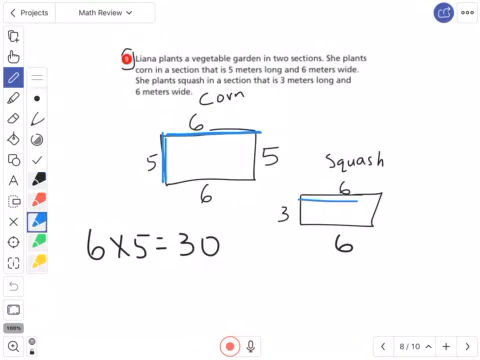 Projects
Math Review
5
Liana plants a vegetable garden in two sections. She plants
corn in a section that is 5 meters long and 6 meters wide.
She plants squash in a section that is 3 meters long and
6 meters wide.
Corn
6
5
5
6
Squash
6
3
6
6×5=30
A
100%
8 / 10